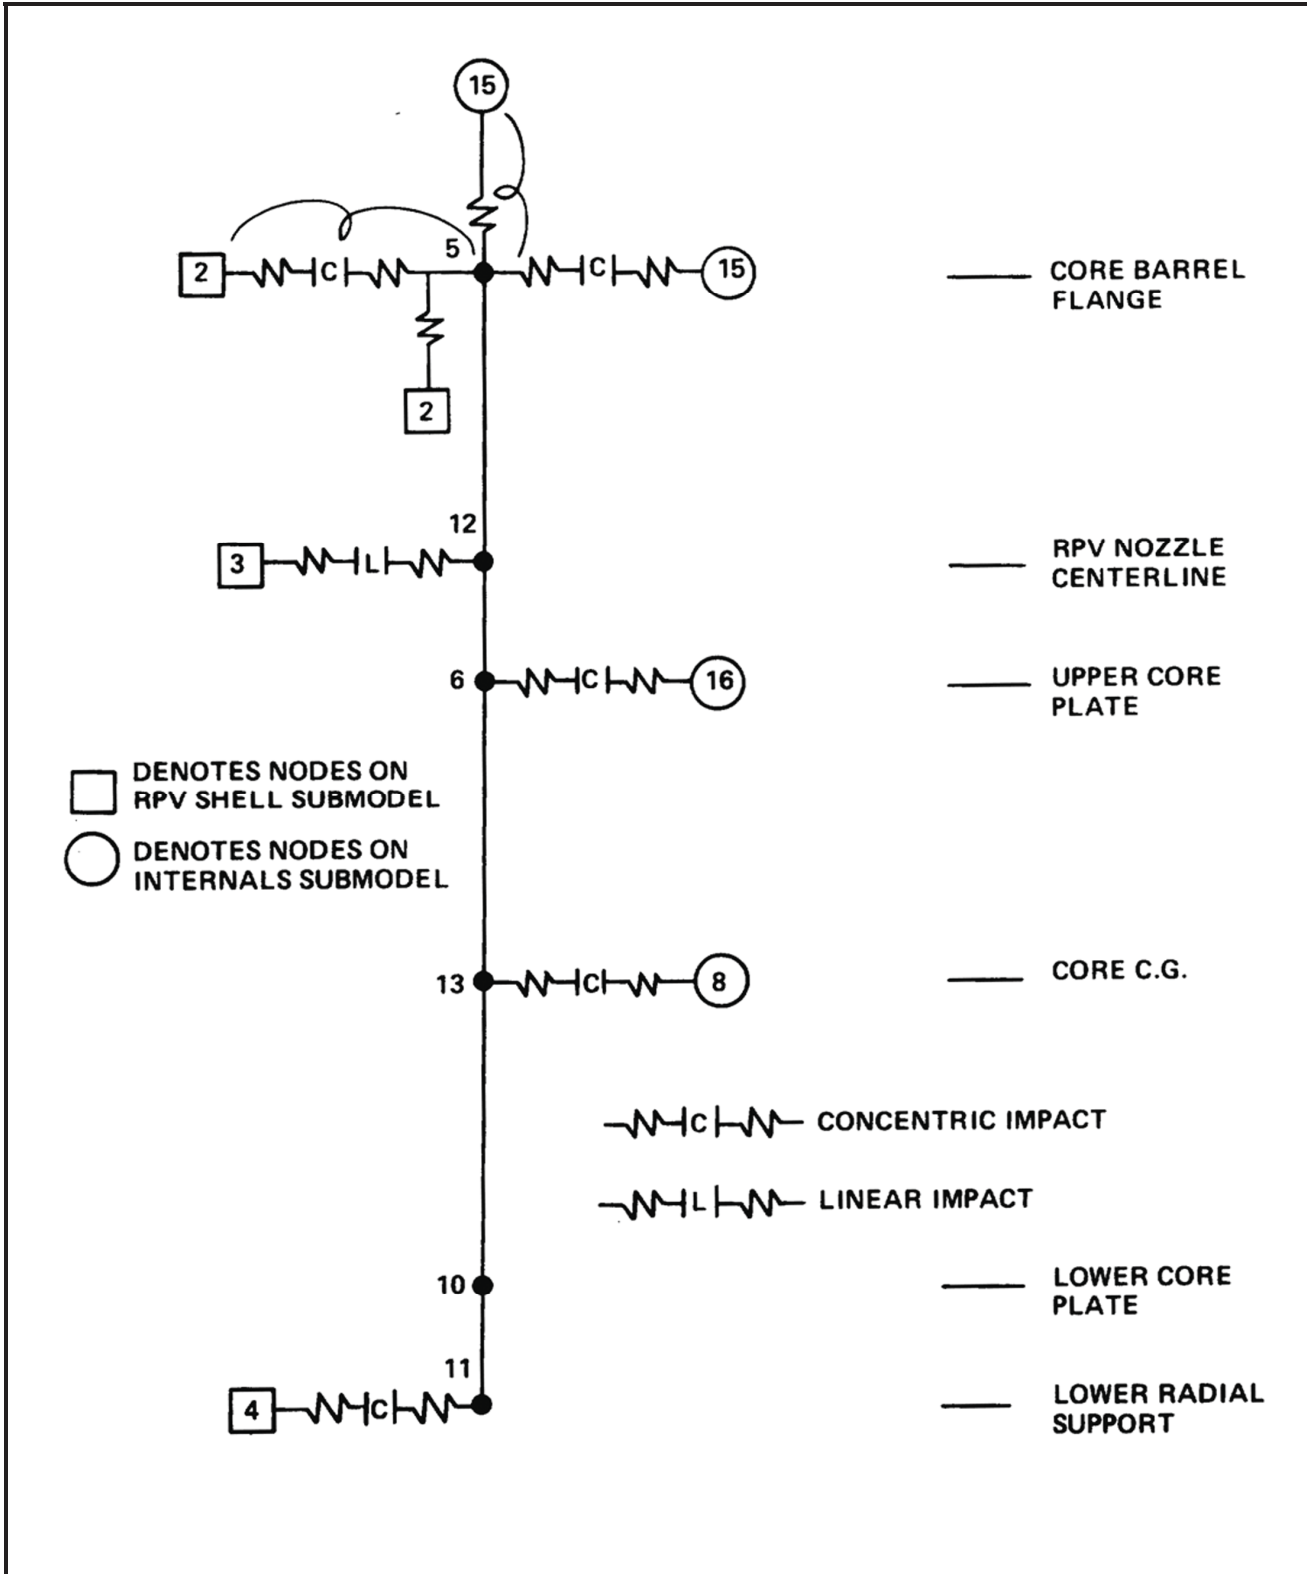 15
5
2
C
C
15
CORE BARREL
FLANGE
2
12
3
L
RPV NOZZLE
CENTERLINE
6
C
16
UPPER CORE
PLATE
DENOTES NODES ON
RPV SHELL SUBMODEL
DENOTES NODES ON
INTERNALS SUBMODEL
13
C
8
CORE C.G.
C
CONCENTRIC IMPACT
L
LINEAR IMPACT
10
LOWER CORE
PLATE
11
4
C
LOWER RADIAL
SUPPORT